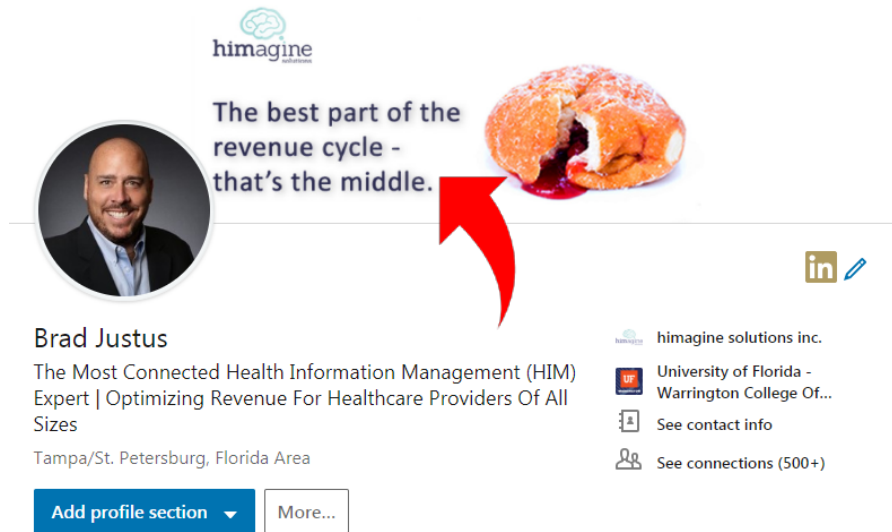 himagine
solutions
The best part of the
revenue cycle -
that's the middle.
in
Brad Justus
The Most Connected Health Information Management (HIM)
Expert | Optimizing Revenue For Healthcare Providers Of All
Sizes
Tampa/St. Petersburg, Florida Area
Add profile section
More...
himagine
himagine solutions inc.
UF
University of Florida -
Warrington College Of...
See contact info
See connections (500+)